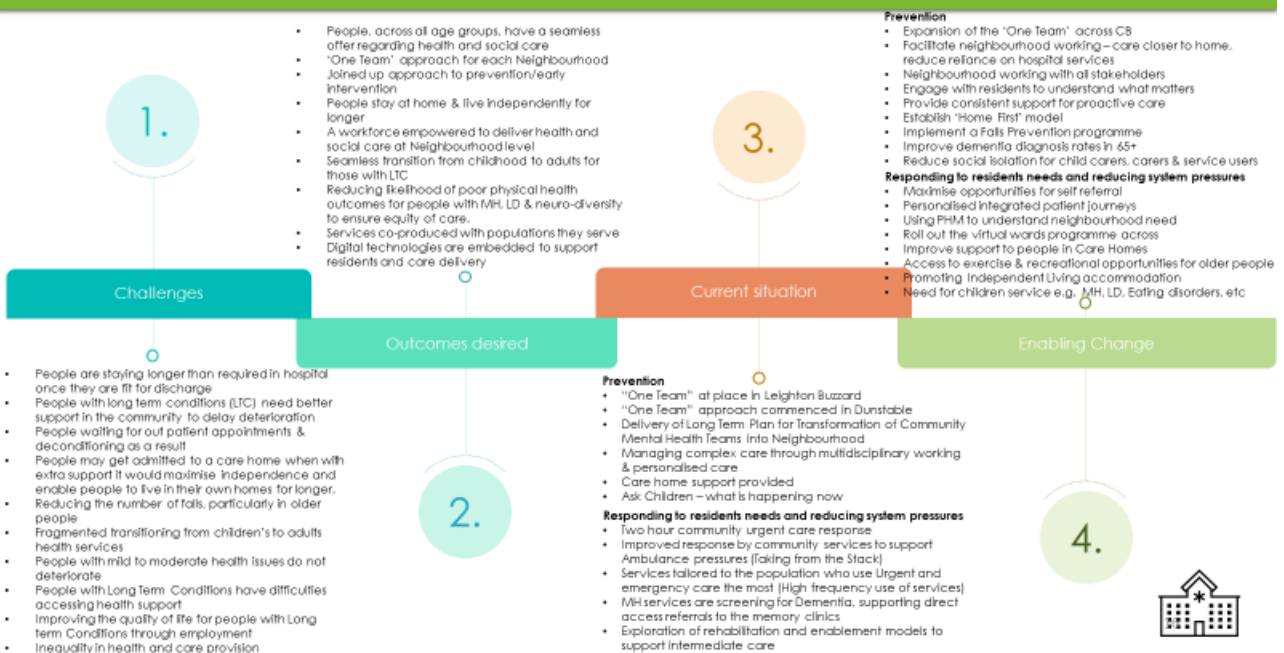 1.
Challenges
• People are staying longer than required in hospital
once they are fit for discharge
• People with long term conditions (LTC) need better
support in the community to delay deterioration
• People waiting for out patient appointments &
deconditioning as a result
• People may get admitted to a care home when with
extra support it would maximise independence and
enable people to live in their own homes for longer.
• Reducing the number of falls, particularly in older
people
• Fragmented transitioning from children's to adults
health services
• People with mild to moderate health issues do not
deteriorate
• People with Long Term Conditions have difficulties
accessing health support
• Improving the quality of life for people with Long
term Conditions through employment
• Inequality in health and care provision
• People, across all age groups, have a seamless
offer regarding health and social care
• 'One Team' approach for each Neighbourhood
• Joined up approach to prevention/early
intervention
• People stay at home & live independently for
longer
• A workforce empowered to deliver health and
social care at Neighbourhood level
• Seamless transition from childhood to adults for
those with LTC
• Reducing likelihood of poor physical health
outcomes for people with MH, LD & neuro-diversity
to ensure equity of care.
• Services co-produced with populations they serve
• Digital technologies are embedded to support
residents and care delivery
Outcomes desired
2.
3.
Current situation
Prevention
• "One Team" at place in Leighton Buzzard
• "One Team" approach commenced in Dunstable
• Delivery of Long Term Plan for Transformation of Community
Mental Health Teams into Neighbourhood
• Managing complex care through multidisciplinary working
& personalised care
• Care home support provided
• Ask Children – what is happening now
Responding to residents needs and reducing system pressures
• Two hour community urgent care response
• Improved response by community services to support
Ambulance pressures (Taking from the Stack)
• Services tailored to the population who use Urgent and
emergency care the most (High frequency use of services)
• MH services are screening for Dementia, supporting direct
access referrals to the memory clinics
• Exploration of rehabilitation and enablement models to
support intermediate care
Prevention
• Expansion of the 'One Team' across CB
• Facilitate neighbourhood working – care closer to home,
reduce reliance on hospital services
• Neighbourhood working with all stakeholders
• Engage with residents to understand what matters
• Provide consistent support for proactive care
• Establish 'Home First' model
• Implement a Falls Prevention programme
• Improve dementia diagnosis rates in 65+
• Reduce social isolation for child carers, carers & service users
Responding to residents needs and reducing system pressures
• Maximise opportunities for self referral
• Personalised integrated patient journeys
• Using PHM to understand neighbourhood need
• Roll out the virtual wards programme across
• Improve support to people in Care Homes
• Access to exercise & recreational opportunities for older people
• Promoting Independent Living accommodation
• Need for children service e.g. MH, LD, Eating disorders, etc
Enabling Change
4.